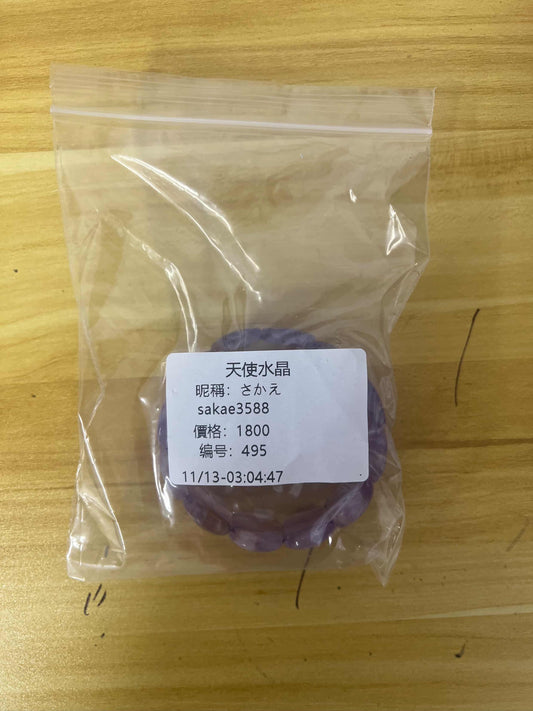 天使水晶
昵稱：さかえ
sakae3588
價格：1800
编号：495
11/13-03:04:47